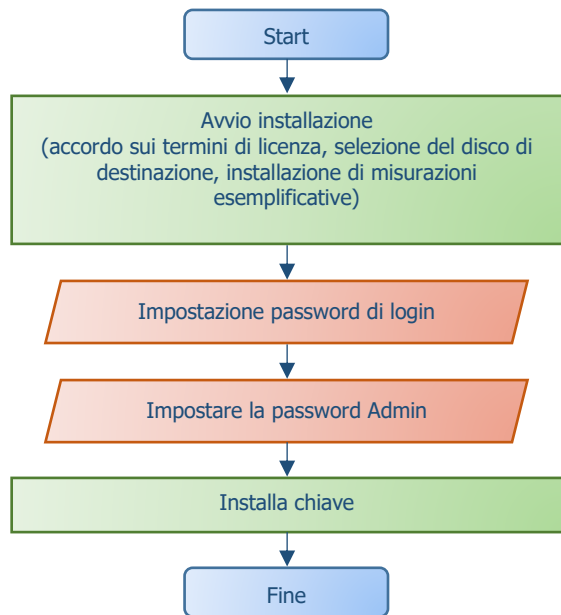 Start
Avvio installazione
(accordo sui termini di licenza, selezione del disco di
destinazione, installazione di misurazioni
esemplificative)
Impostazione password di login
Impostare la password Admin
Installa chiave
Fine